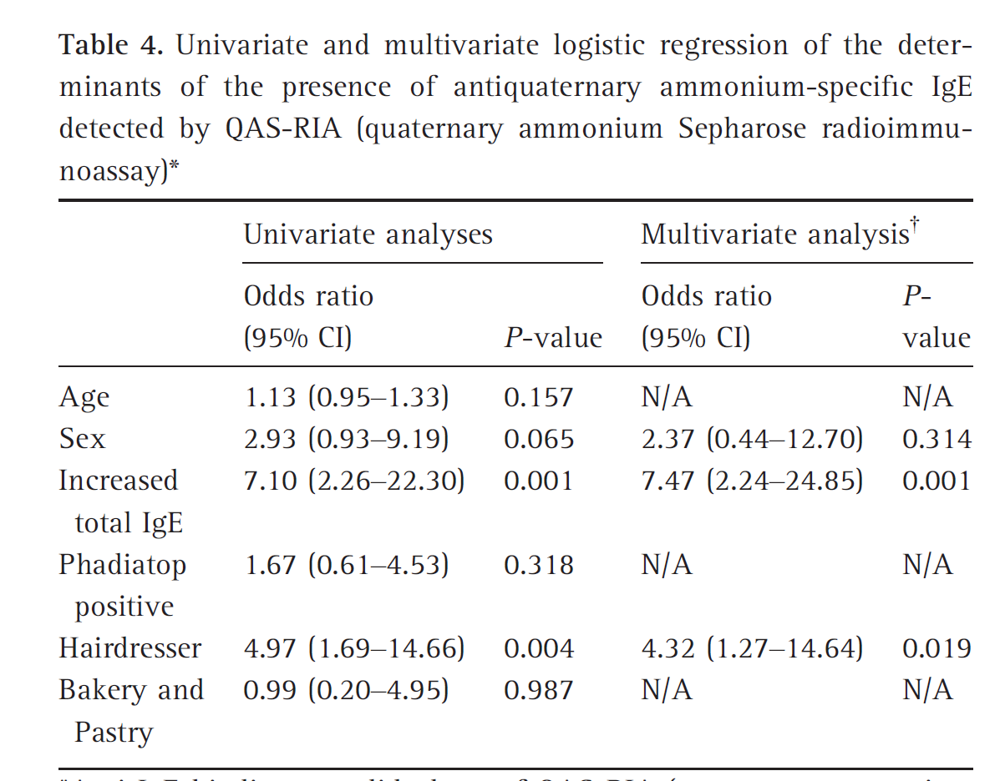 Table 4. Univariate and multivariate logistic regression of the deter-
minants of the presence of antiquaternary ammonium-specific IgE
detected by QAS-RIA (quaternary ammonium Sepharose radioimmu-
noassay)*
Univariate analyses Multivariate analysis†
Odds ratio Odds ratio P-
(95% CI) P-value (95% CI) value
Age 1.13 (0.95–1.33) 0.157 N/A N/A
Sex 2.93 (0.93–9.19) 0.065 2.37 (0.44–12.70) 0.314
Increased 7.10 (2.26–22.30) 0.001 7.47 (2.24–24.85) 0.001
total IgE
Phadiatop 1.67 (0.61–4.53) 0.318 N/A N/A
positive
Hairdresser 4.97 (1.69–14.66) 0.004 4.32 (1.27–14.64) 0.019
Bakery and 0.99 (0.20–4.95) 0.987 N/A N/A
Pastry